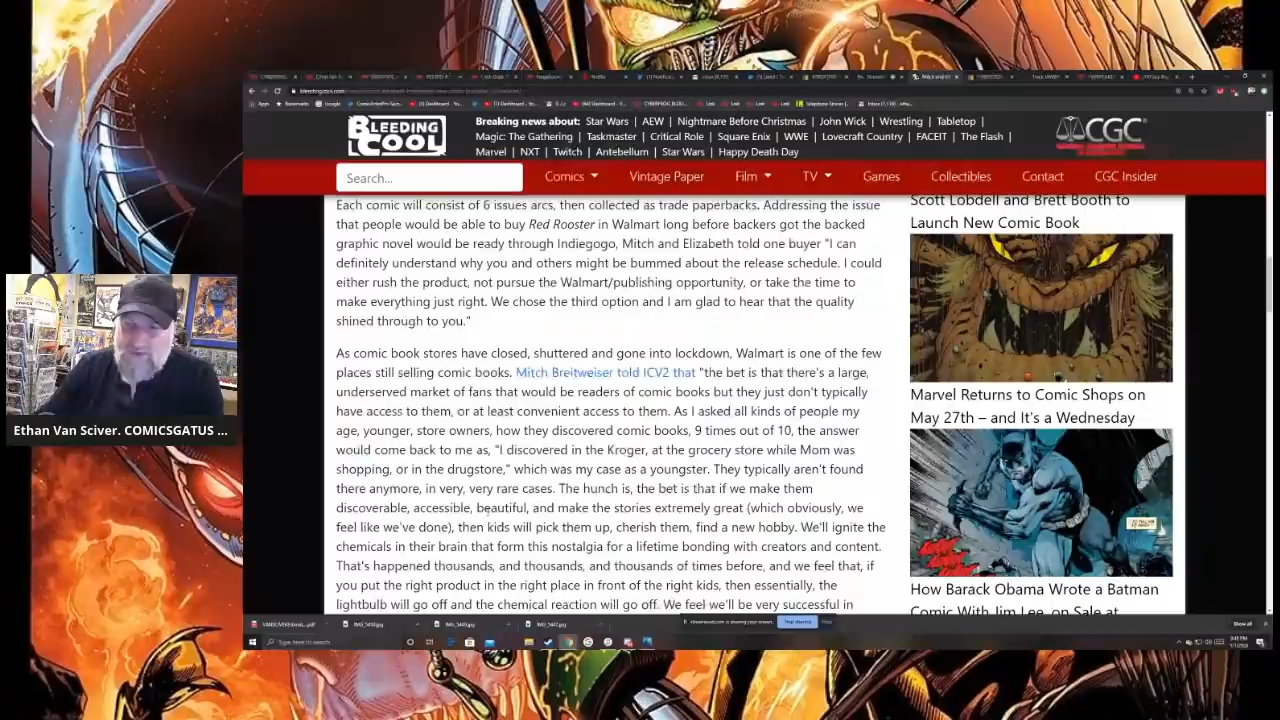 BLEEDING COOL
Breaking news about: Star Wars | AEW | Nightmare Before Christmas | John Wick | Wrestling | Tabletop |
Magic: The Gathering | Taskmaster | Critical Role | Square Enix | WWE | Lovecraft Country | FACEIT | The Flash |
Marvel | NXT | Twitch | Antebellum | Star Wars | Happy Death Day
CGC
Search...
Comics
Vintage Paper
Film
TV
Games
Collectibles
Contact
CGC Insider
Each comic will consist of 6 issues arcs, then collected as trade paperbacks. Addressing the issue
that people would be able to buy Red Rooster in Walmart long before backers got the backed
graphic novel would be ready through Indiegogo, Mitch and Elizabeth told one buyer "I can
definitely understand why you and others might be bummed about the release schedule. I could
either rush the product, not pursue the Walmart/publishing opportunity, or take the time to
make everything just right. We chose the third option and I am glad to hear that the quality
shined through to you."
As comic book stores have closed, shuttered and gone into lockdown, Walmart is one of the few
places still selling comic books. Mitch Breitweiser told ICV2 that "the bet is that there's a large,
underserved market of fans that would be readers of comic books but they just don't typically
have access to them, or at least convenient access to them. As I asked all kinds of people my
age, younger, store owners, how they discovered comic books, 9 times out of 10, the answer
would come back to me as, "I discovered in the Kroger, at the grocery store while Mom was
shopping, or in the drugstore," which was my case as a youngster. They typically aren't found
there anymore, in very, very rare cases. The hunch is, the bet is that if we make them
discoverable, accessible, beautiful, and make the stories extremely great (which obviously, we
feel like we've done), then kids will pick them up, cherish them, find a new hobby. We'll ignite the
chemicals in their brain that form this nostalgia for a lifetime bonding with creators and content.
That's happened thousands, and thousands, and thousands of times before, and we feel that, if
you put the right product in the right place in front of the right kids, then essentially, the
lightbulb will go off and the chemical reaction will go off. We feel we'll be very successful in
Scott Lobdell and Brett Booth to
Launch New Comic Book
Marvel Returns to Comic Shops on
May 27th – and It's a Wednesday
How Barack Obama Wrote a Batman
Comic With Jim Lee, on Sale at
Ethan Van Sciver. COMICSGATUS ...
Type here to search
Show all